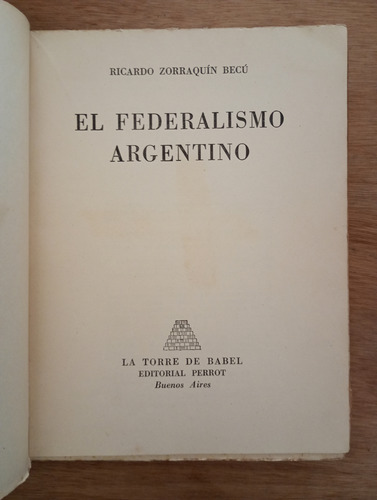 RICARDO ZORRAQUÍN BECÚ
EL FEDERALISMO
ARGENTINO
LA TORRE DE BABEL
EDITORIAL PERROT
Buenos Aires